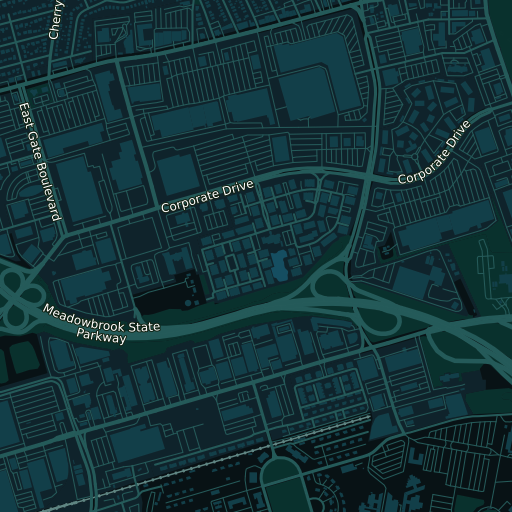 Cherry
East Gate Boulevard
Corporate Drive
Corporate Drive
Meadowbrook State
Parkway